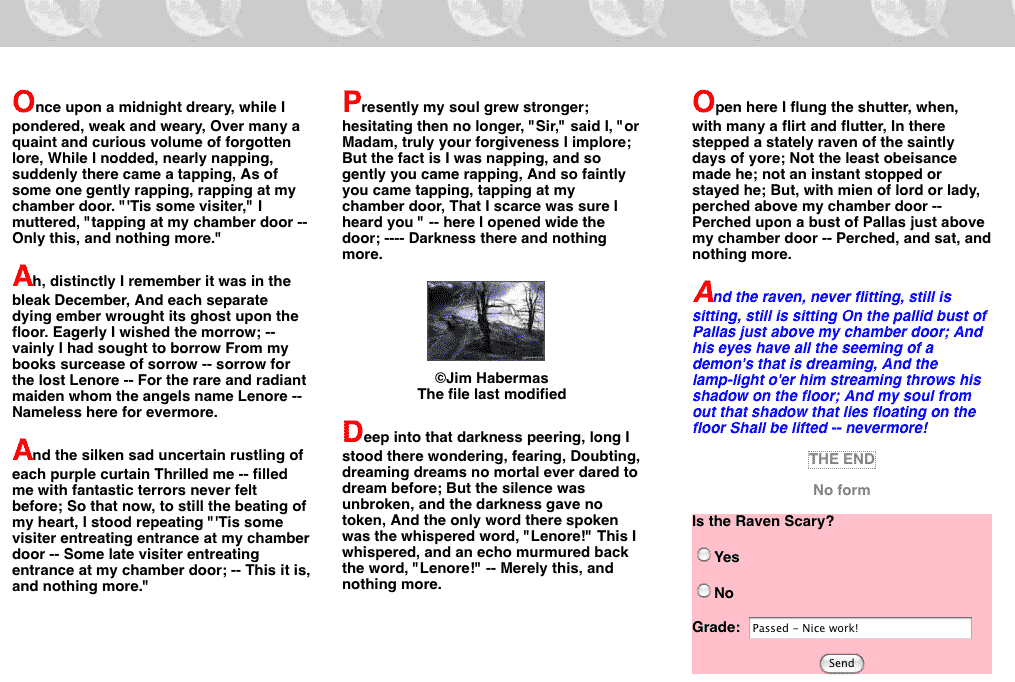 Once upon a midnight dreary, while I
pondered, weak and weary, Over many a
quaint and curious volume of forgotten
lore, While I nodded, nearly napping,
suddenly there came a tapping, As of
some one gently rapping, rapping at my
chamber door. "'Tis some visiter," I
muttered, "tapping at my chamber door --
Only this, and nothing more."
Ah, distinctly I remember it was in the
bleak December, And each separate
dying ember wrought its ghost upon the
floor. Eagerly I wished the morrow; --
vainly I had sought to borrow From my
books surcease of sorrow -- sorrow for
the lost Lenore -- For the rare and radiant
maiden whom the angels name Lenore --
Nameless here for evermore.
And the silken sad uncertain rustling of
each purple curtain Thrilled me -- filled
me with fantastic terrors never felt
before; So that now, to still the beating of
my heart, I stood repeating "'Tis some
visiter entreating entrance at my chamber
door -- Some late visiter entreating
entrance at my chamber door; -- This it is,
and nothing more."
Presently my soul grew stronger;
hesitating then no longer, "Sir," said I, "or
Madam, truly your forgiveness I implore;
But the fact is I was napping, and so
gently you came rapping, And so faintly
you came tapping, tapping at my
chamber door, That I scarce was sure I
heard you " -- here I opened wide the
door; ---- Darkness there and nothing
more.
©Jim Habermas
The file last modified
Deep into that darkness peering, long I
stood there wondering, fearing, Doubting,
dreaming dreams no mortal ever dared to
dream before; But the silence was
unbroken, and the darkness gave no
token, And the only word there spoken
was the whispered word, "Lenore!" This I
whispered, and an echo murmured back
the word, "Lenore!" -- Merely this, and
nothing more.
Open here I flung the shutter, when,
with many a flirt and flutter, In there
stepped a stately raven of the saintly
days of yore; Not the least obeisance
made he; not an instant stopped or
stayed he; But, with mien of lord or lady,
perched above my chamber door --
Perched upon a bust of Pallas just above
my chamber door -- Perched, and sat, and
nothing more.
And the raven, never flitting, still is
sitting, still is sitting On the pallid bust of
Pallas just above my chamber door; And
his eyes have all the seeming of a
demon's that is dreaming, And the
lamp-light o'er him streaming throws his
shadow on the floor; And my soul from
out that shadow that lies floating on the
floor Shall be lifted -- nevermore!
THE END
No form
Is the Raven Scary?
Yes
No
Grade: Passed - Nice work!
Send